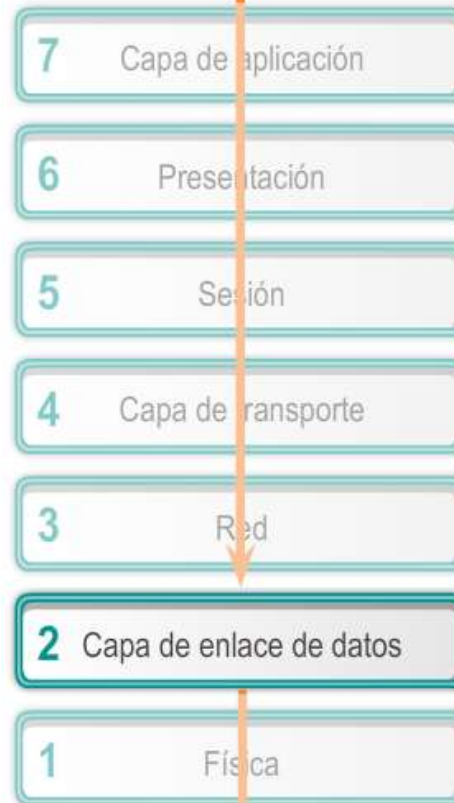 7 Capa de aplicación
6 Presentación
5 Sesión
4 Capa de transporte
3 Red
2 Capa de enlace de datos
1 Física